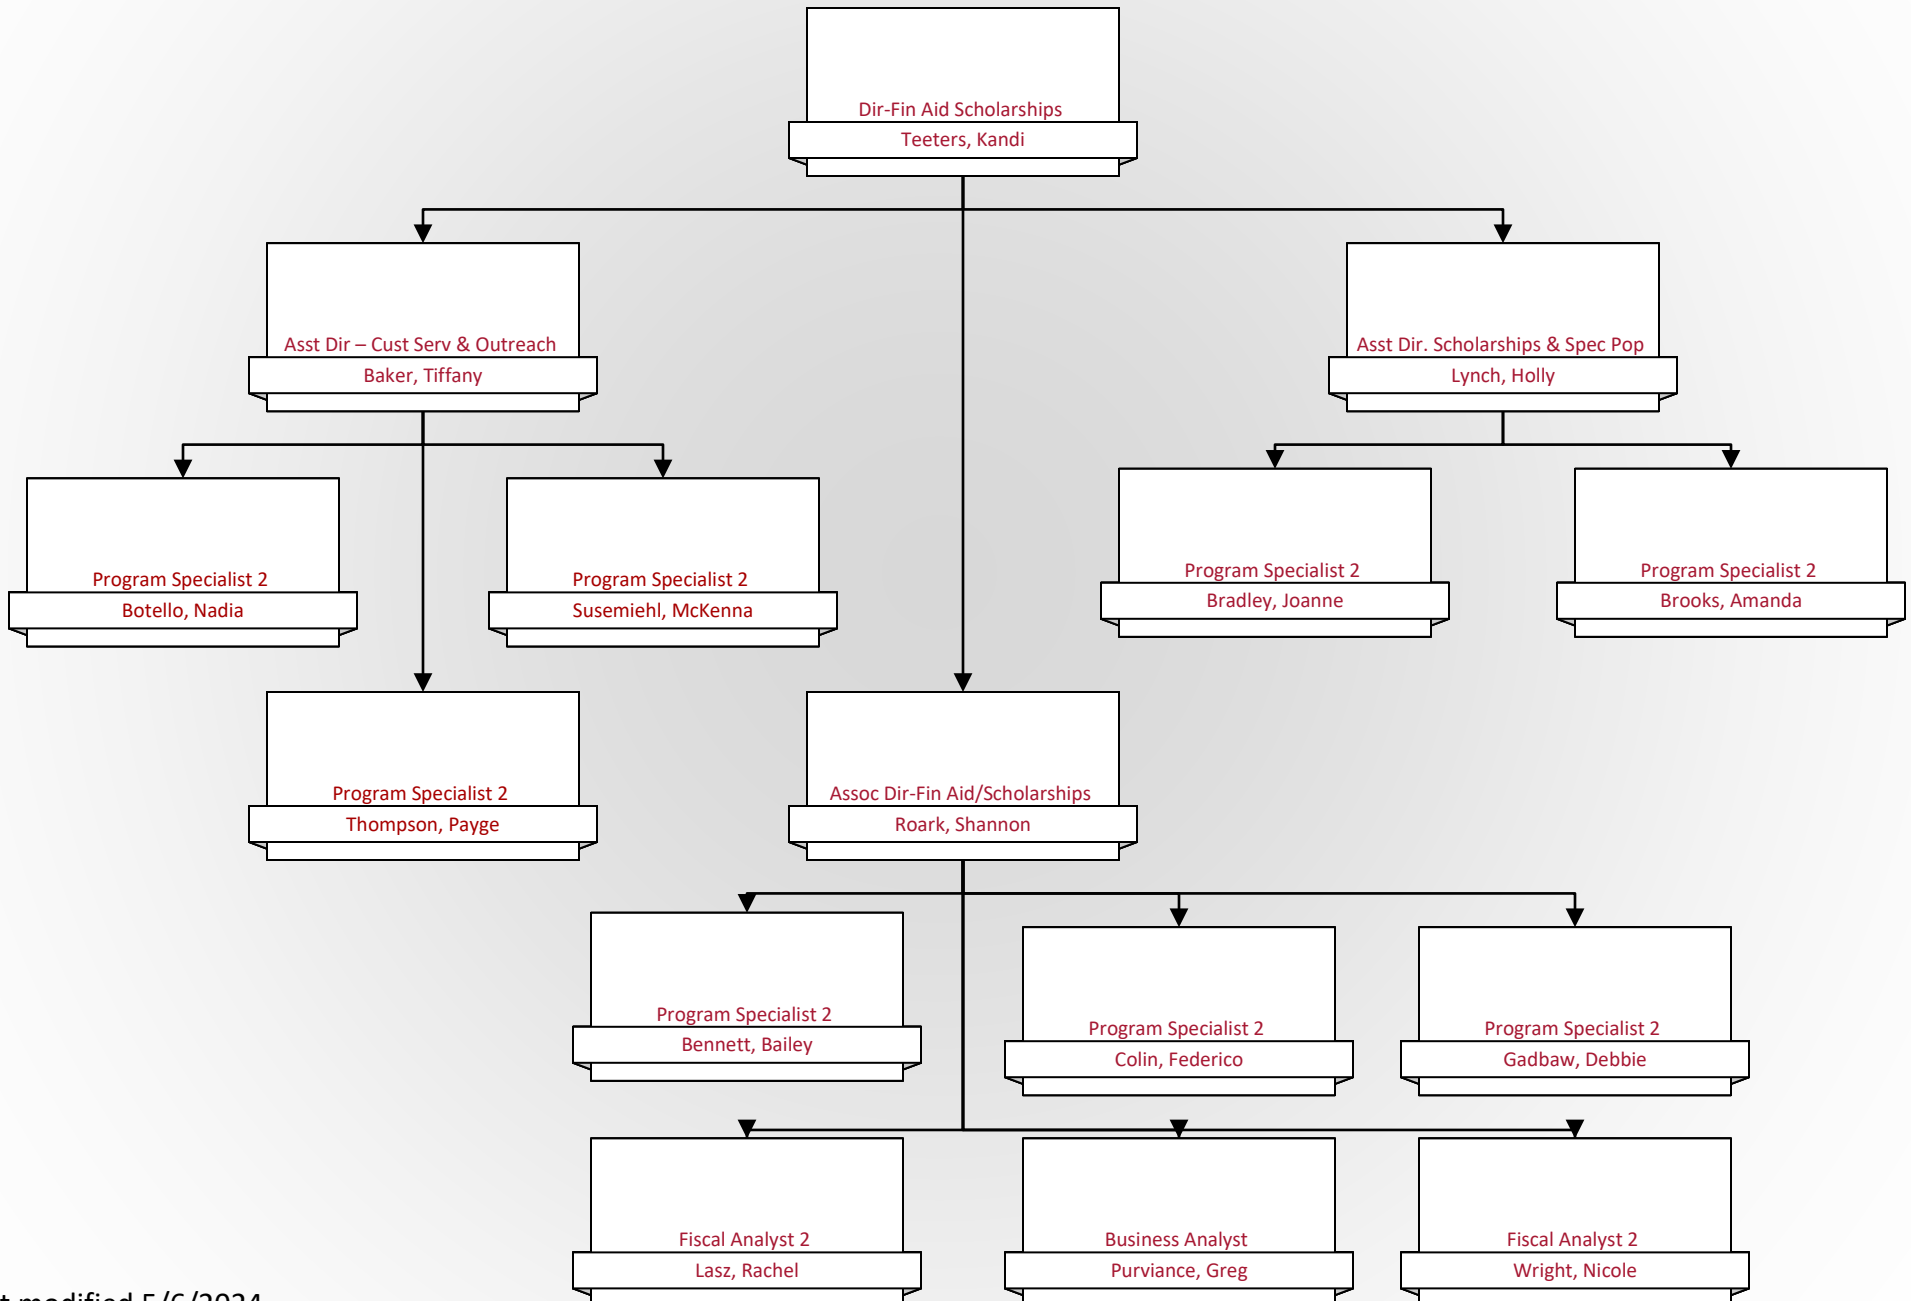 Dir-Fin Aid Scholarships
Teeters, Kandi
Asst Dir – Cust Serv & Outreach
Baker, Tiffany
Asst Dir. Scholarships & Spec Pop
Lynch, Holly
Program Specialist 2
Botello, Nadia
Program Specialist 2
Susemiehl, McKenna
Program Specialist 2
Bradley, Joanne
Program Specialist 2
Brooks, Amanda
Program Specialist 2
Thompson, Payge
Assoc Dir-Fin Aid/Scholarships
Roark, Shannon
Program Specialist 2
Bennett, Bailey
Program Specialist 2
Colin, Federico
Program Specialist 2
Gadbaw, Debbie
Fiscal Analyst 2
Lasz, Rachel
Business Analyst
Purviance, Greg
Fiscal Analyst 2
Wright, Nicole
t modified 5/6/2024